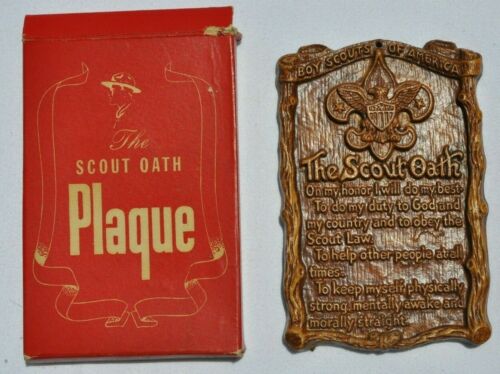 The
SCOUT OATH
Plaque
BOY SCOUTS OF AMERICA
The Scout Oath
On my honor I will do my best
To do my duty to God and
my country and to obey the
Scout Law.
To help other people at all
times.
To keep myself physically
strong, mentally awake and
morally straight.